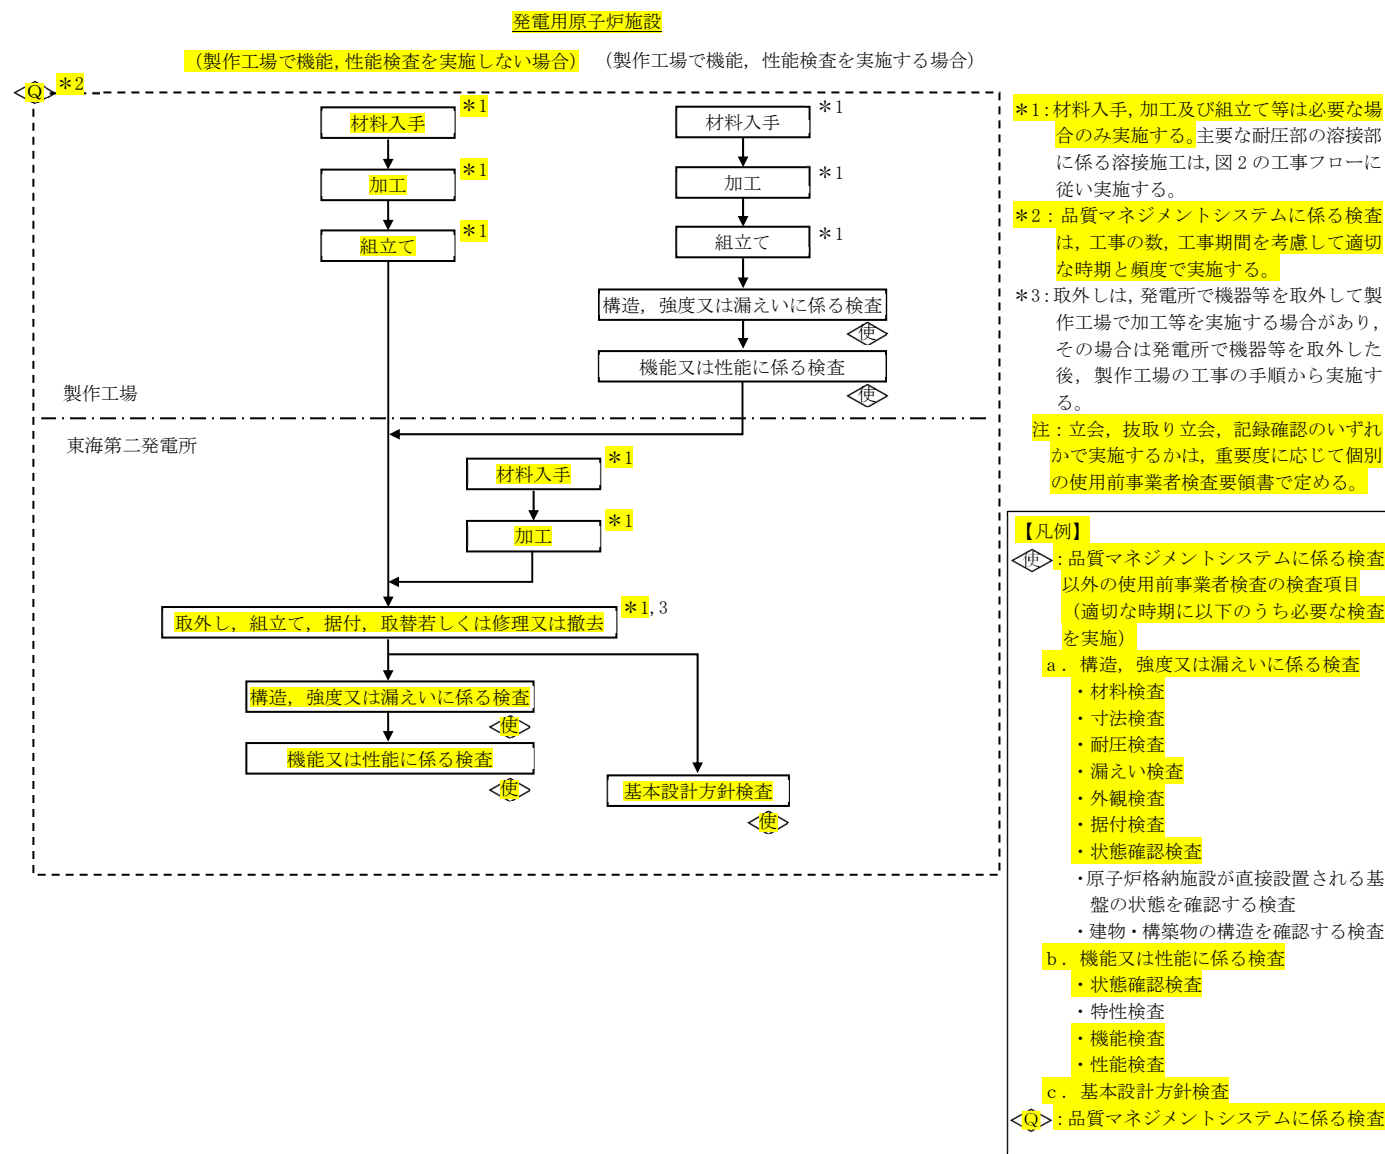 発電用原子炉施設
(製作工場で機能,性能検査を実施しない場合) (製作工場で機能，性能検査を実施する場合)
Q ＊2
材料入手 ＊1
加工 ＊1
組立て ＊1
材料入手 ＊1
加工 ＊1
組立て ＊1
構造，強度又は漏えいに係る検査
使
機能又は性能に係る検査
使
製作工場
東海第二発電所
材料入手 ＊1
加工 ＊1
取外し，組立て，据付，取替若しくは修理又は撤去 ＊1,3
構造，強度又は漏えいに係る検査
使
機能又は性能に係る検査
使
基本設計方針検査
使
＊1:材料入手,加工及び組立て等は必要な場
合のみ実施する。主要な耐圧部の溶接部
に係る溶接施工は,図2の工事フローに
従い実施する。
＊2：品質マネジメントシステムに係る検査
は，工事の数，工事期間を考慮して適切
な時期と頻度で実施する。
＊3:取外しは,発電所で機器等を取外して製
作工場で加工等を実施する場合があり，
その場合は発電所で機器等を取外した
後，製作工場の工事の手順から実施す
る。
注：立会，抜取り立会，記録確認のいずれ
かで実施するかは，重要度に応じて個別
の使用前事業者検査要領書で定める。
【凡例】
使：品質マネジメントシステムに係る検査
以外の使用前事業者検査の検査項目
（適切な時期に以下のうち必要な検査
を実施）
a．構造，強度又は漏えいに係る検査
・材料検査
・寸法検査
・耐圧検査
・漏えい検査
・外観検査
・据付検査
・状態確認検査
・原子炉格納施設が直接設置される基
盤の状態を確認する検査
・建物・構築物の構造を確認する検査
b．機能又は性能に係る検査
・状態確認検査
・特性検査
・機能検査
・性能検査
c．基本設計方針検査
Q：品質マネジメントシステムに係る検査